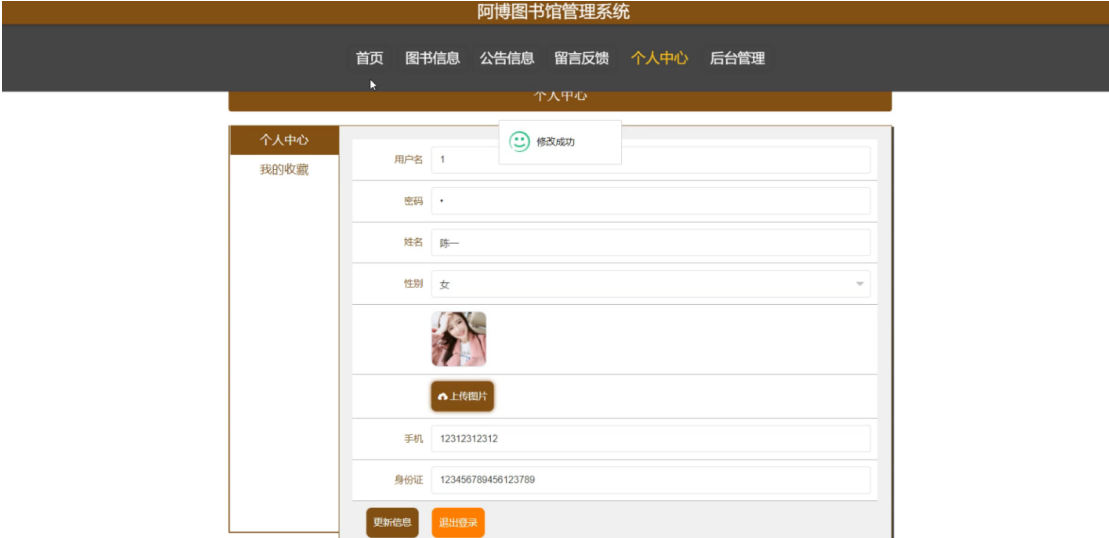 阿博图书馆管理系统
首页 图书信息 公告信息 留言反馈 个人中心 后台管理
个人中心
个人中心
我的收藏
修改成功
用户名 1
密码 •
姓名 陈一
性别 女
上传图片
手机 12312312312
身份证 123456789456123789
更新信息 退出登录